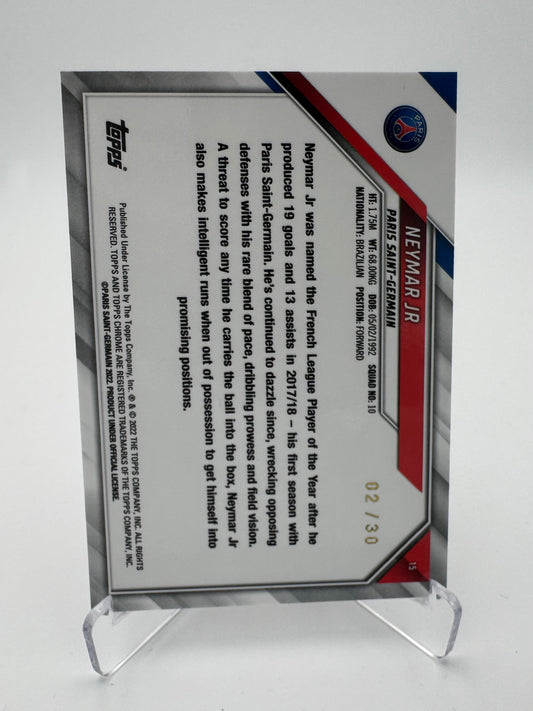 PARIS
NEYMAR JR
PARIS SAINT-GERMAIN
HT: 1.75M WT: 68.00KG DOB: 05/02/1992 SQUAD NO: 10
NATIONALITY: BRAZILIAN POSITION: FORWARD
02/30
15
Neymar Jr was named the French League Player of the Year after he
produced 19 goals and 13 assists in 2017/18 – his first season with
Paris Saint-Germain. He's continued to dazzle since, wrecking opposing
defenses with his rare blend of pace, dribbling prowess and field vision.
A threat to score any time he carries the ball into the box, Neymar Jr
also makes intelligent runs when out of possession to get himself into
promising positions.
topps
Published Under License by The Topps Company, Inc. ® & © 2022 THE TOPPS COMPANY, INC. ALL RIGHTS
RESERVED. TOPPS AND TOPPS CHROME ARE REGISTERED TRADEMARKS OF THE TOPPS COMPANY, INC.
©PARIS SAINT-GERMAIN 2022. PRODUCT UNDER OFFICIAL LICENSE.